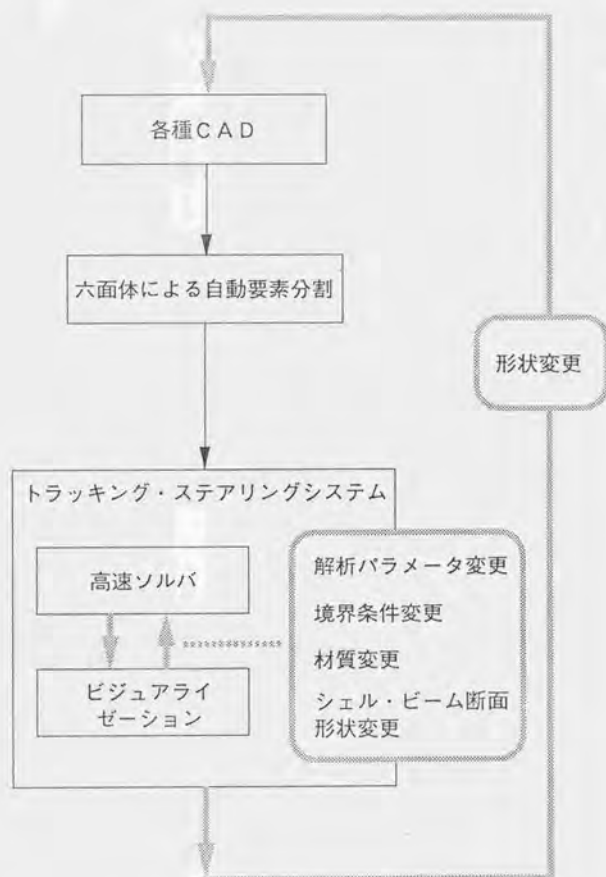 各種CAD
六面体による自動要素分割
形状変更
トラッキング・ステアリングシステム
高速ソルバ
ビジュアライ
ゼーション
解析パラメータ変更
境界条件変更
材質変更
シェル・ビーム断面
形状変更